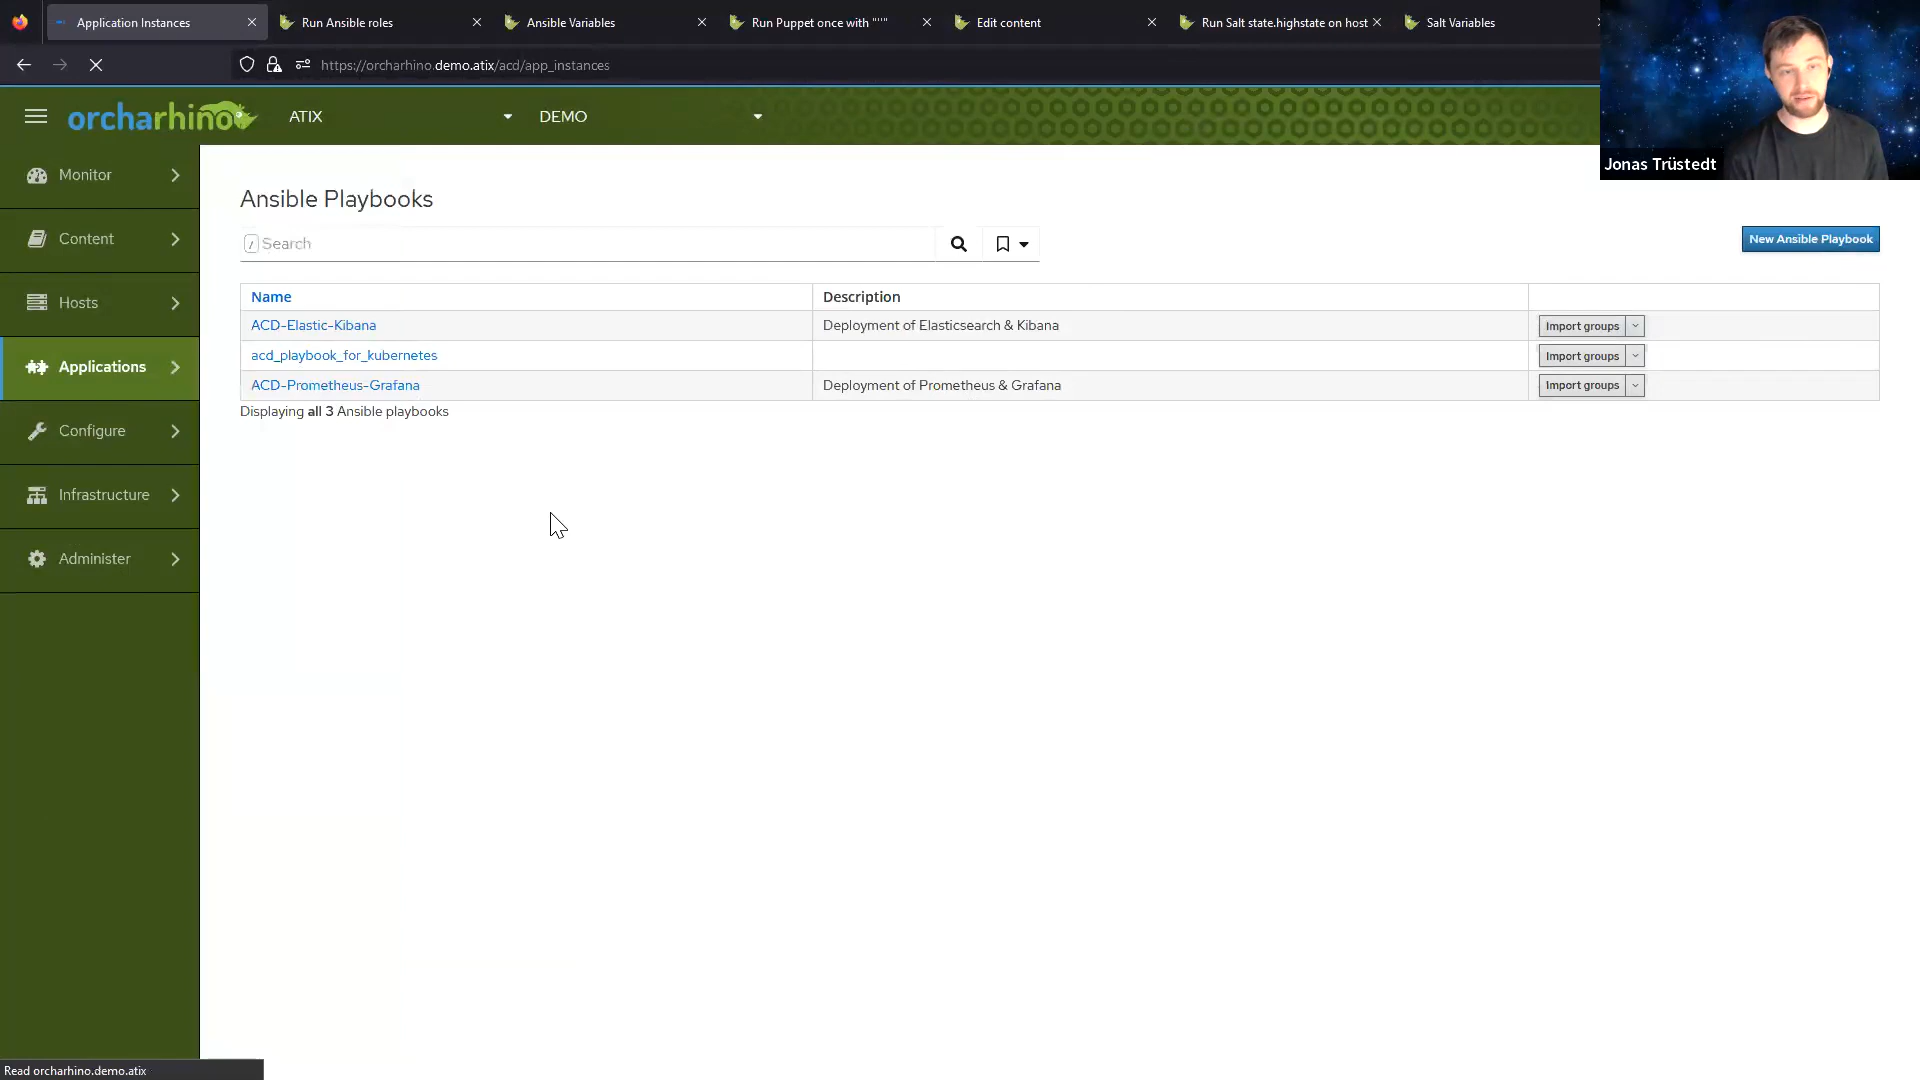 Application Instances
Run Ansible roles
Ansible Variables
Run Puppet once with "'"
Edit content
Run Salt state.highstate on host
Salt Variables
https://orcharhino.demo.atix/acd/app_instances
orcharhino
ATIX
DEMO
Jonas Trüstedt
Monitor
Content
Hosts
Applications
Configure
Infrastructure
Administer
Ansible Playbooks
/ Search
New Ansible Playbook
Name Description
ACD-Elastic-Kibana Deployment of Elasticsearch & Kibana Import groups
acd_playbook_for_kubernetes Import groups
ACD-Prometheus-Grafana Deployment of Prometheus & Grafana Import groups
Displaying all 3 Ansible playbooks
Read orcharhino.demo.atix